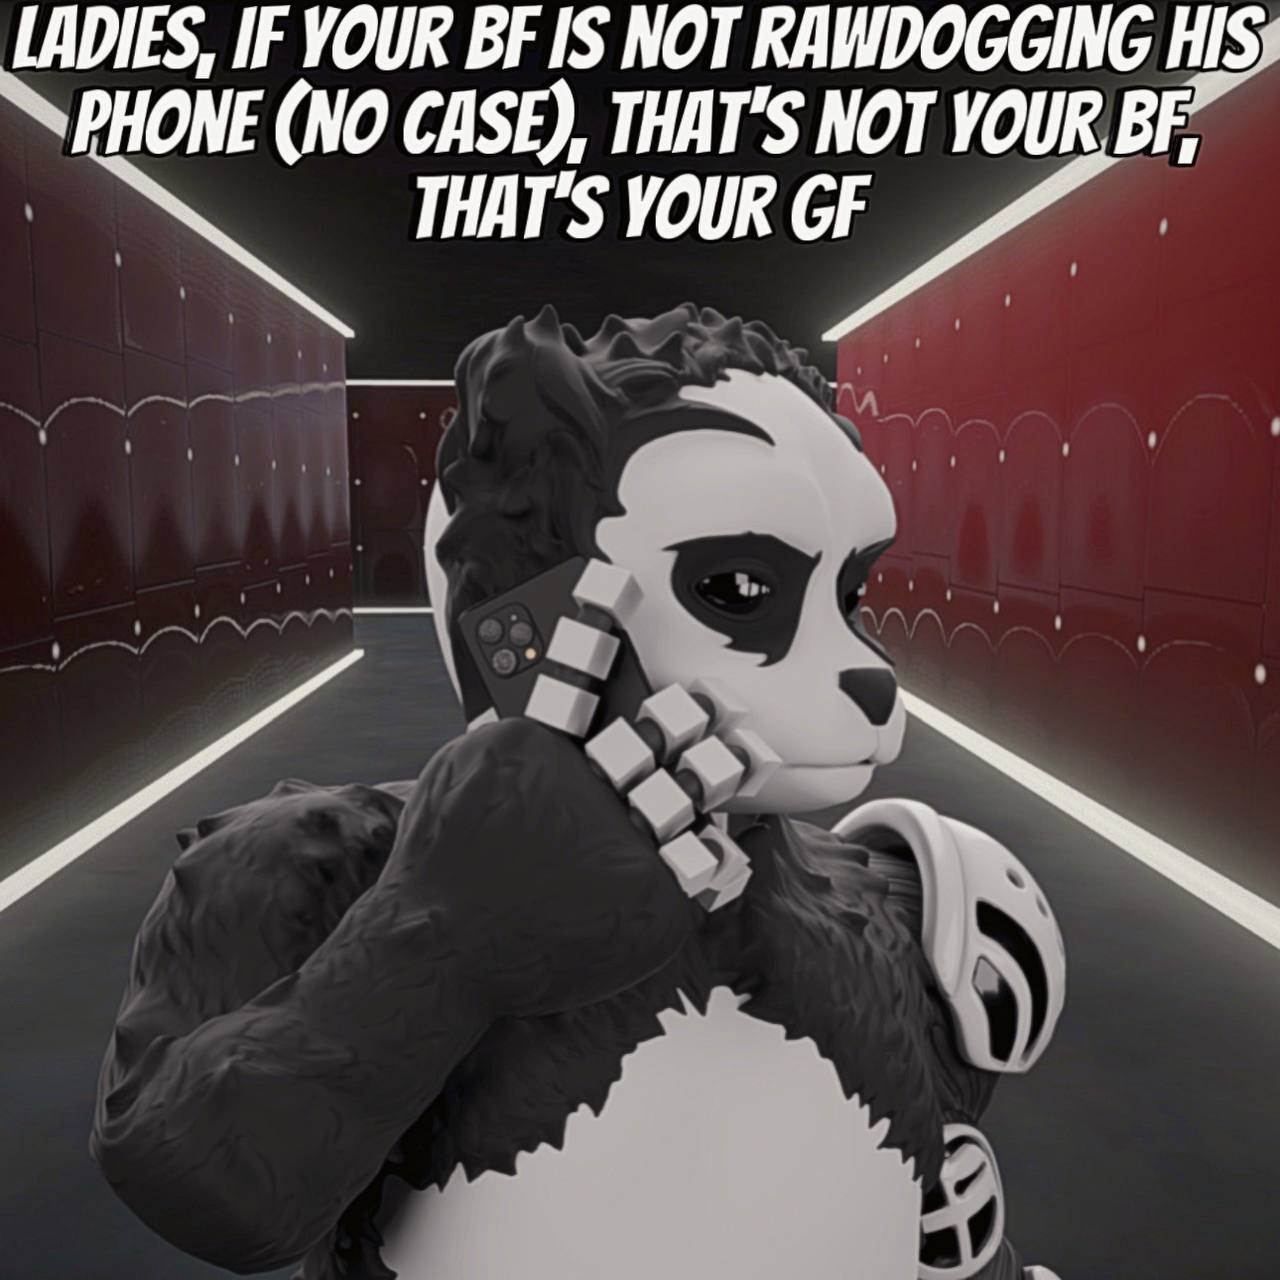 LADIES, IF YOUR BF IS NOT RAWDOGGING HIS
PHONE (NO CASE), THAT'S NOT YOUR BF,
THAT'S YOUR GF